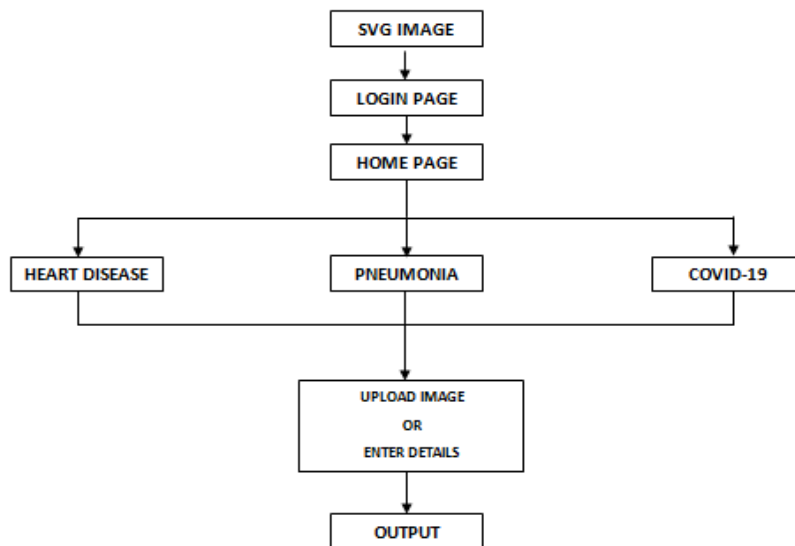 SVG IMAGE
LOGIN PAGE
HOME PAGE
HEART DISEASE
PNEUMONIA
COVID-19
UPLOAD IMAGE
OR
ENTER DETAILS
OUTPUT